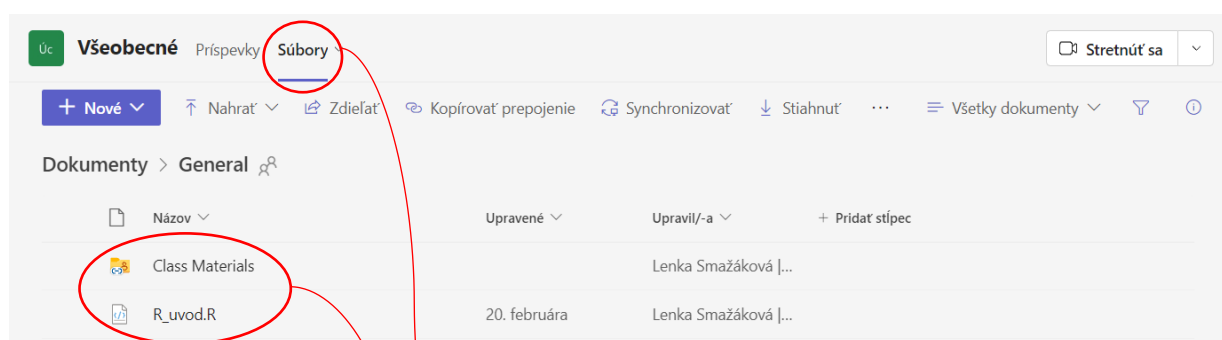 Úc Všeobecné Príspevky Súbory Stretnúť sa
+ Nové Nahrať Zdieľať Kopírovať prepojenie Synchronizovať Stiahnuť ... Všetky dokumenty
Dokumenty > General
Názov Upravené Upravil/-a + Pridať stĺpec
Class Materials Lenka Smažáková |...
R_uvod.R 20. februára Lenka Smažáková |...